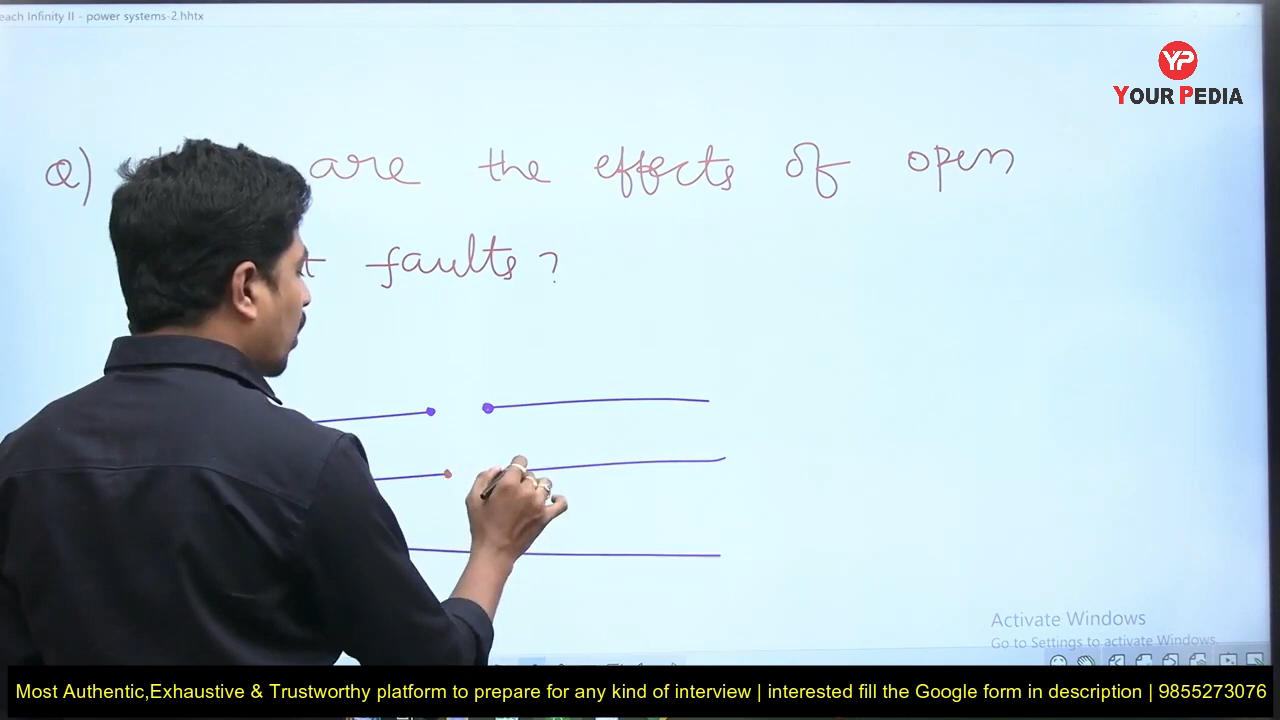 each Infinity II - power systems-2.hhtx
YP
YOUR PEDIA
Q) are the effects of open
faults?
Activate Windows
Go to Settings to activate Windows.
Most Authentic,Exhaustive & Trustworthy platform to prepare for any kind of interview | interested fill the Google form in description | 9855273076